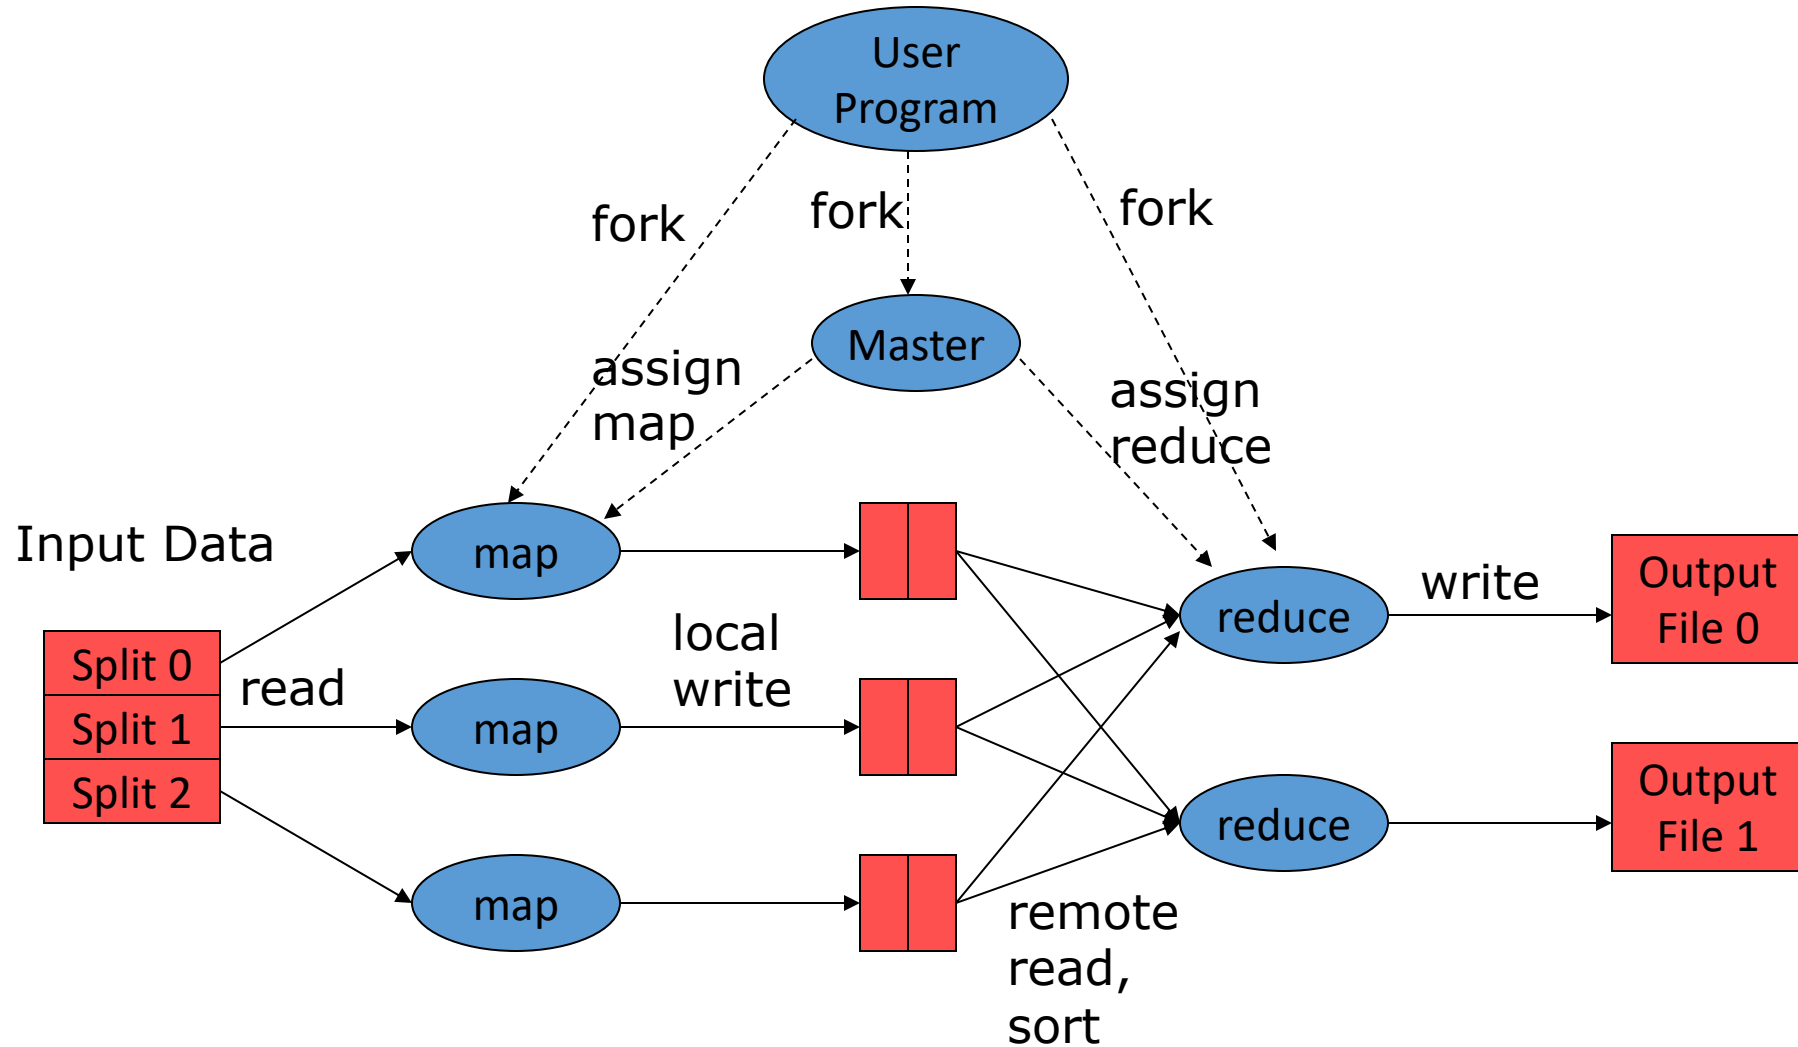 User
Program
fork
fork
fork
Master
assign
map
assign
reduce
Input Data
map
Split 0
Split 1
Split 2
read
map
local
write
map
reduce
write
Output
File 0
reduce
Output
File 1
remote
read,
sort